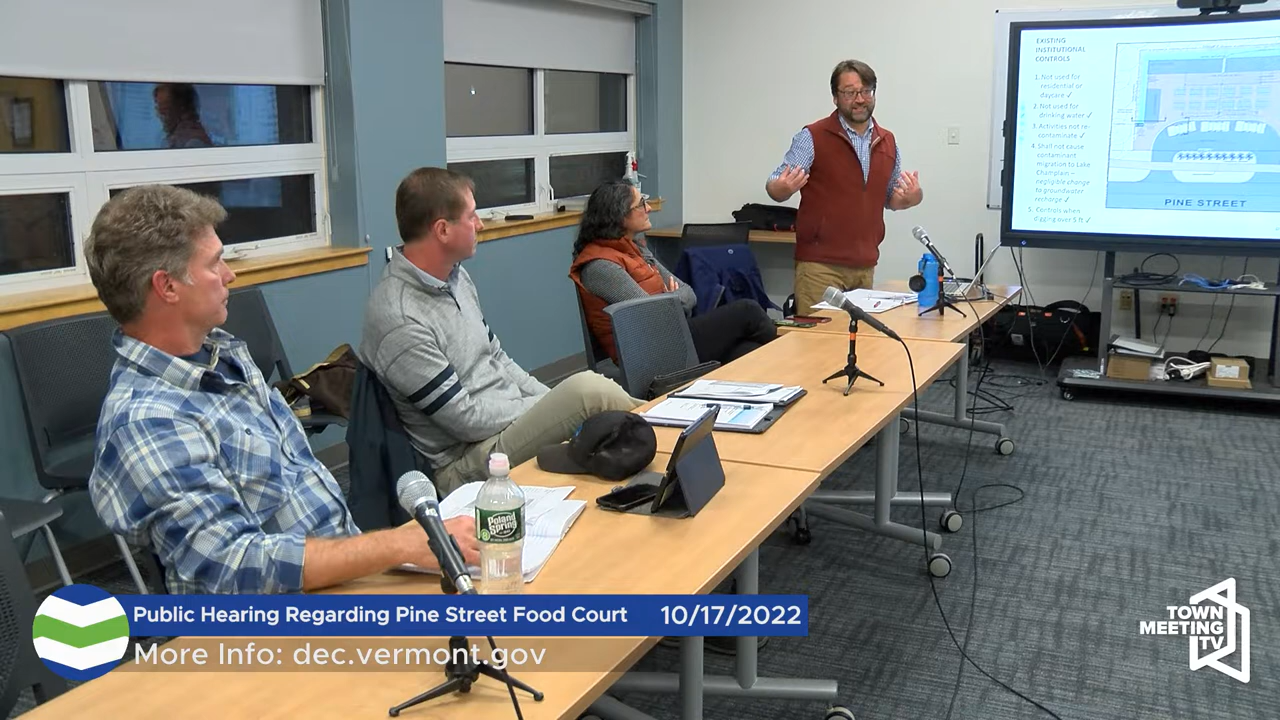 EXISTING
INSTITUTIONAL
CONTROLS
1. Not used for
residential or
daycare ✓
2. Not used for
drinking water ✓
3. Activities not re-
contaminate ✓
4. Shall not cause
contaminant
migration to Lake
Champlain –
negligible change
to groundwater
recharge ✓
5. Controls when
digging over 5 ft ✓
PINE STREET
Poland
Spring
Public Hearing Regarding Pine Street Food Court 10/17/2022
More Info: dec.vermont.gov
TOWN
MEETING
TV